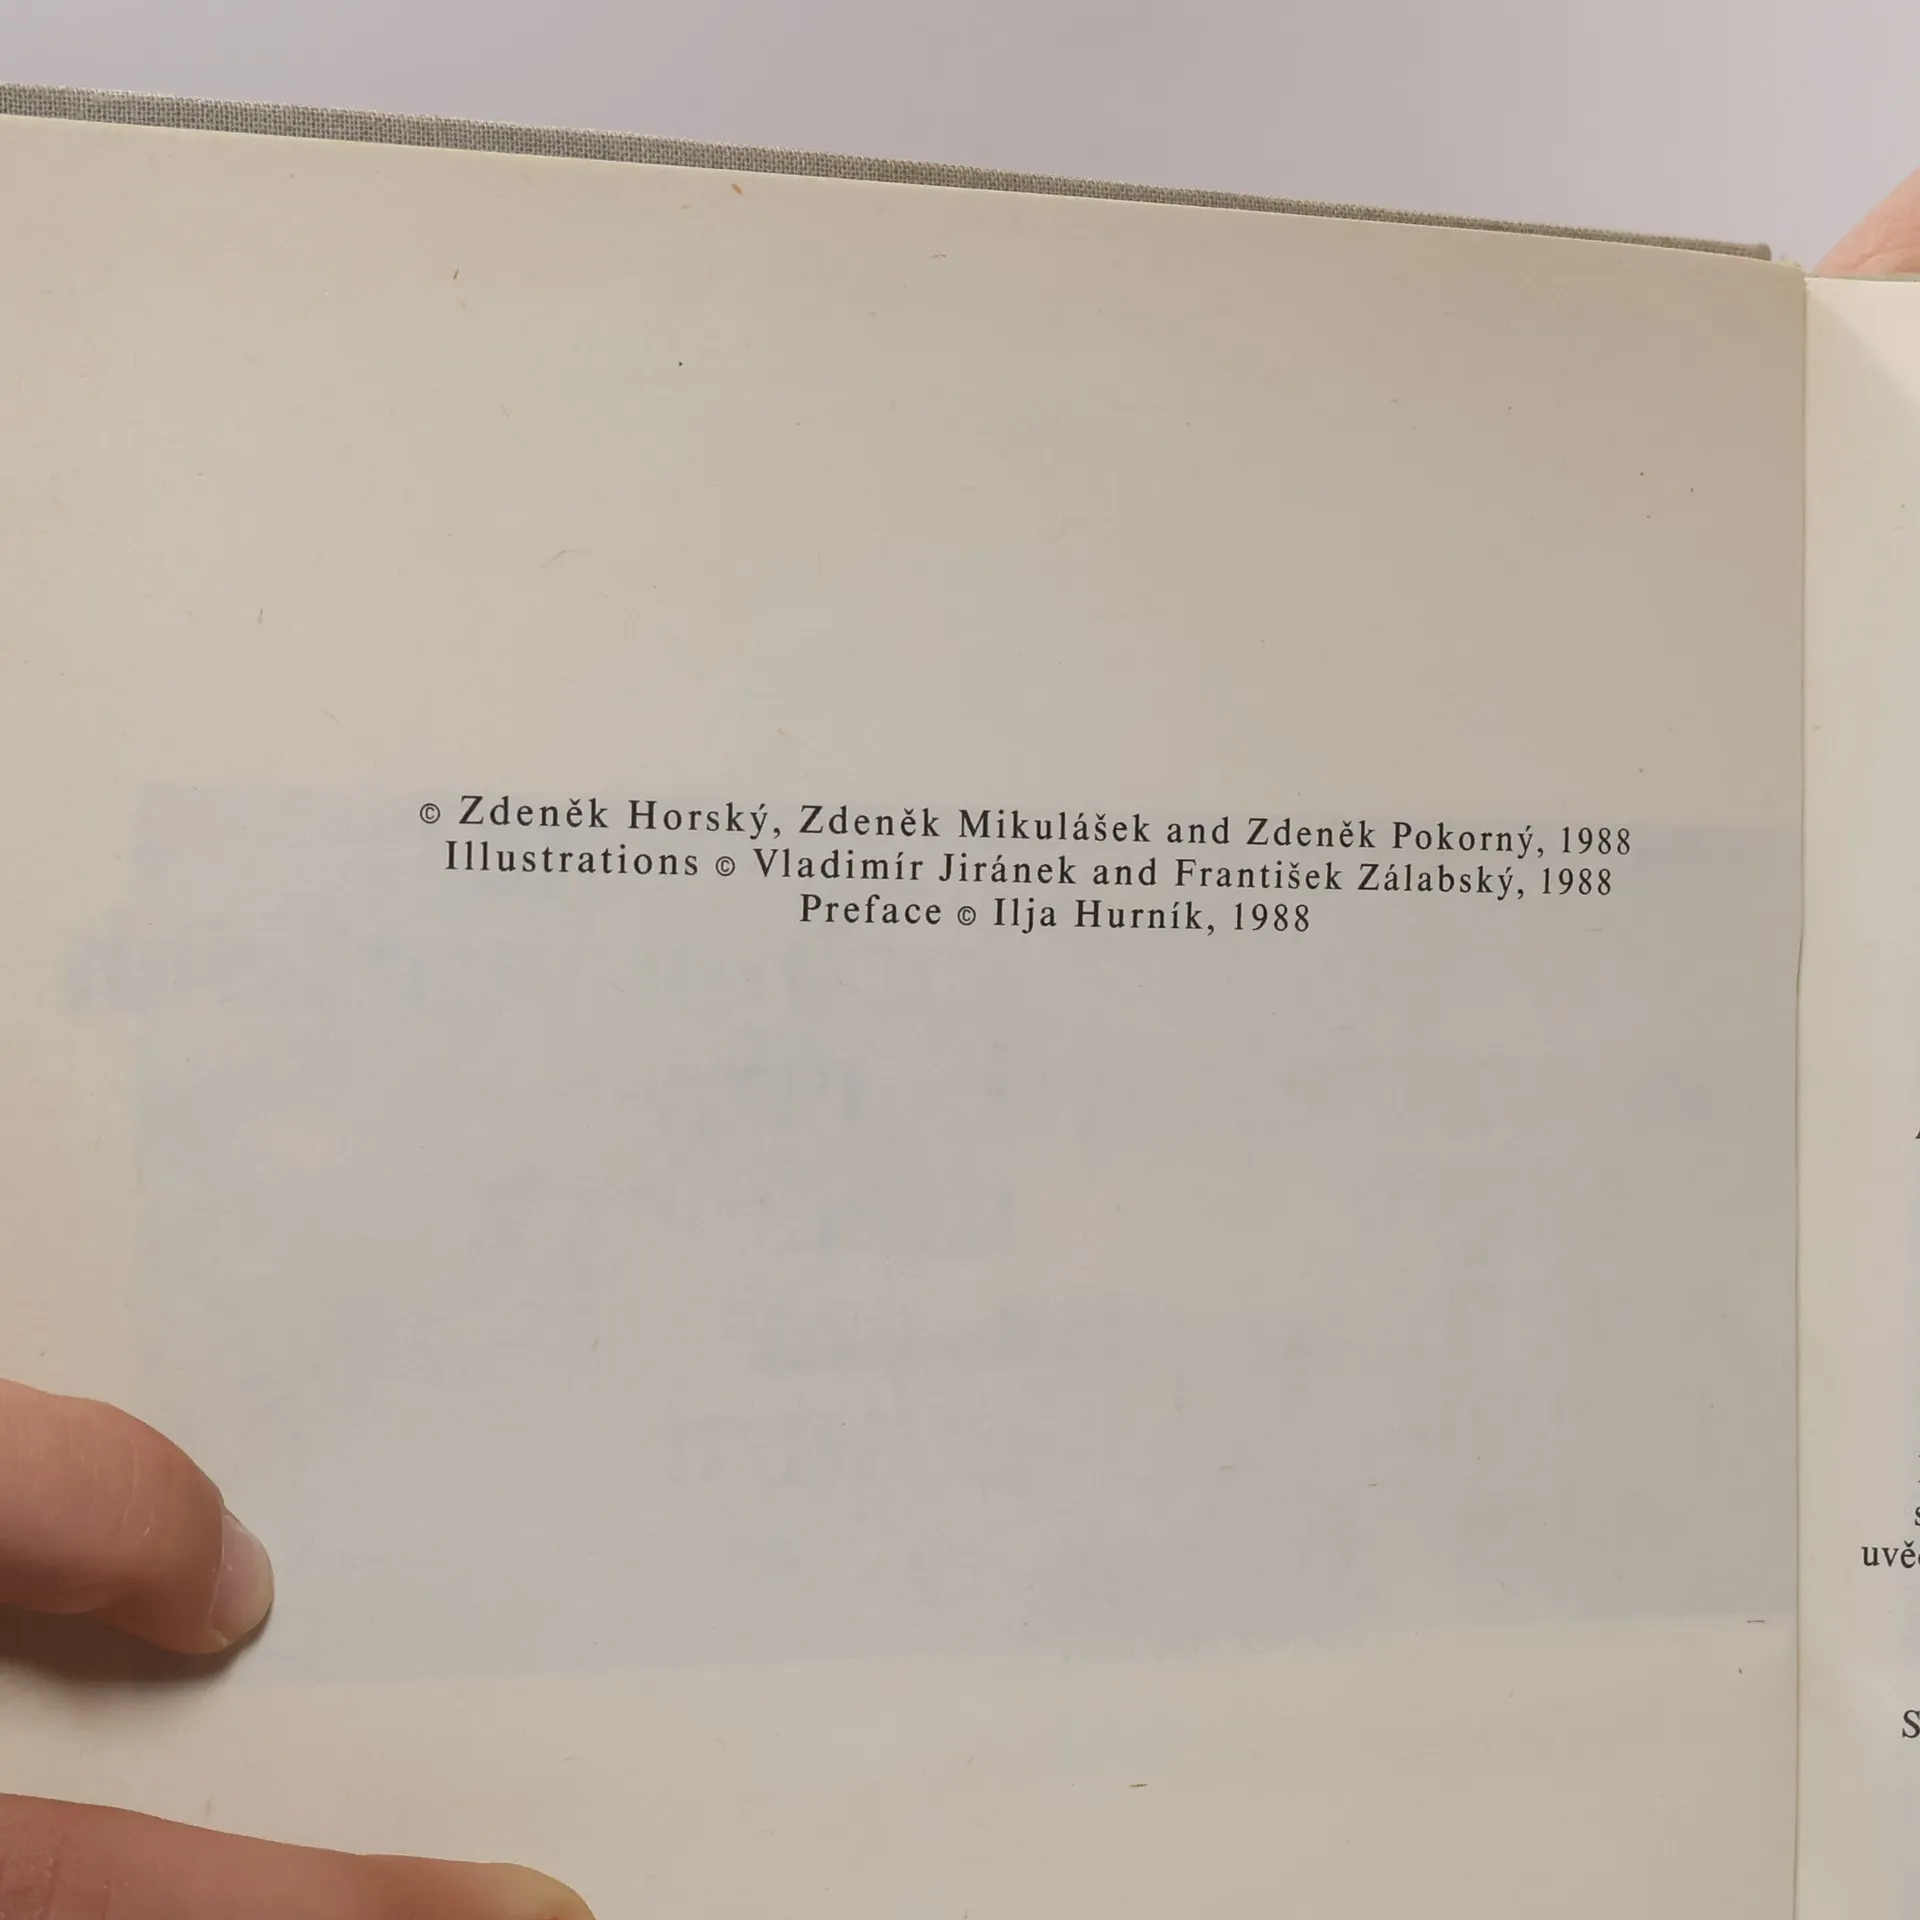 © Zdeněk Horský, Zdeněk Mikulášek and Zdeněk Pokorný, 1988
Illustrations © Vladimír Jiránek and František Zálabský, 1988
Preface © Ilja Hurník, 1988